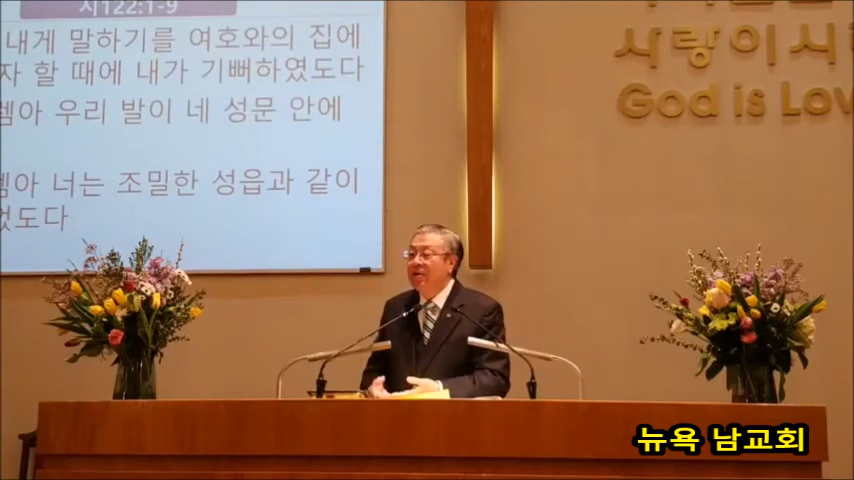 시122:1-9
내게 말하기를 여호와의 집에
자 할 때에 내가 기뻐하였도다
렘아 우리 발이 네 성문 안에
렘아 너는 조밀한 성읍과 같이
었도다
사랑이시
God is Lov
뉴욕 남교회